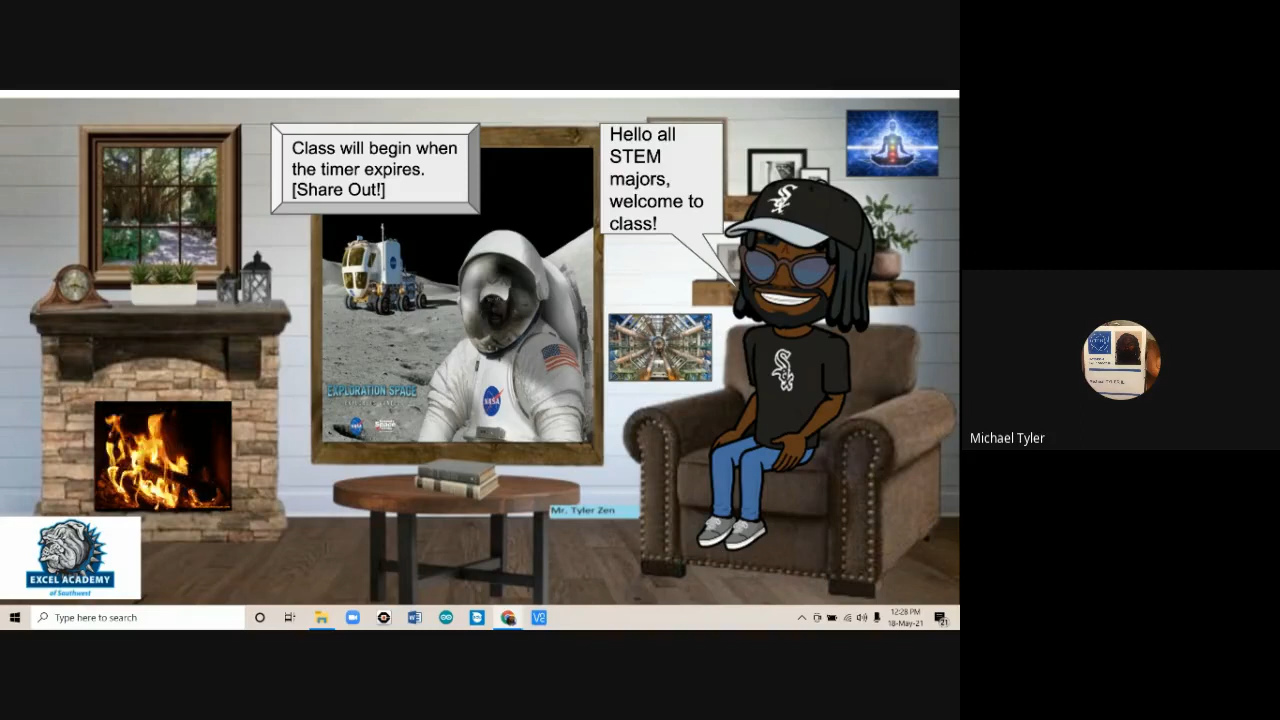 Class will begin when
the timer expires.
[Share Out!]
Hello all
STEM
majors,
welcome to
class!
EXPLORATION SPACE
NASA
Mr. Tyler Zen
EXCEL ACADEMY
of Southwest
Type here to search
12:28 PM
18-May-21
Michael Tyler